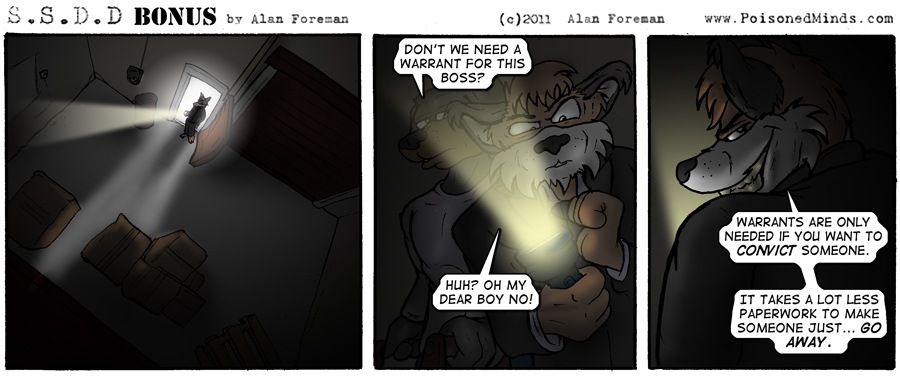 S.S.D.D BONUS by Alan Foreman (c)2011 Alan Foreman www.PoisonedMinds.com
DON'T WE NEED A
WARRANT FOR THIS
BOSS?
HUH? OH MY
DEAR BOY NO!
WARRANTS ARE ONLY
NEEDED IF YOU WANT TO
CONVICT SOMEONE.
IT TAKES A LOT LESS
PAPERWORK TO MAKE
SOMEONE JUST... GO
AWAY.